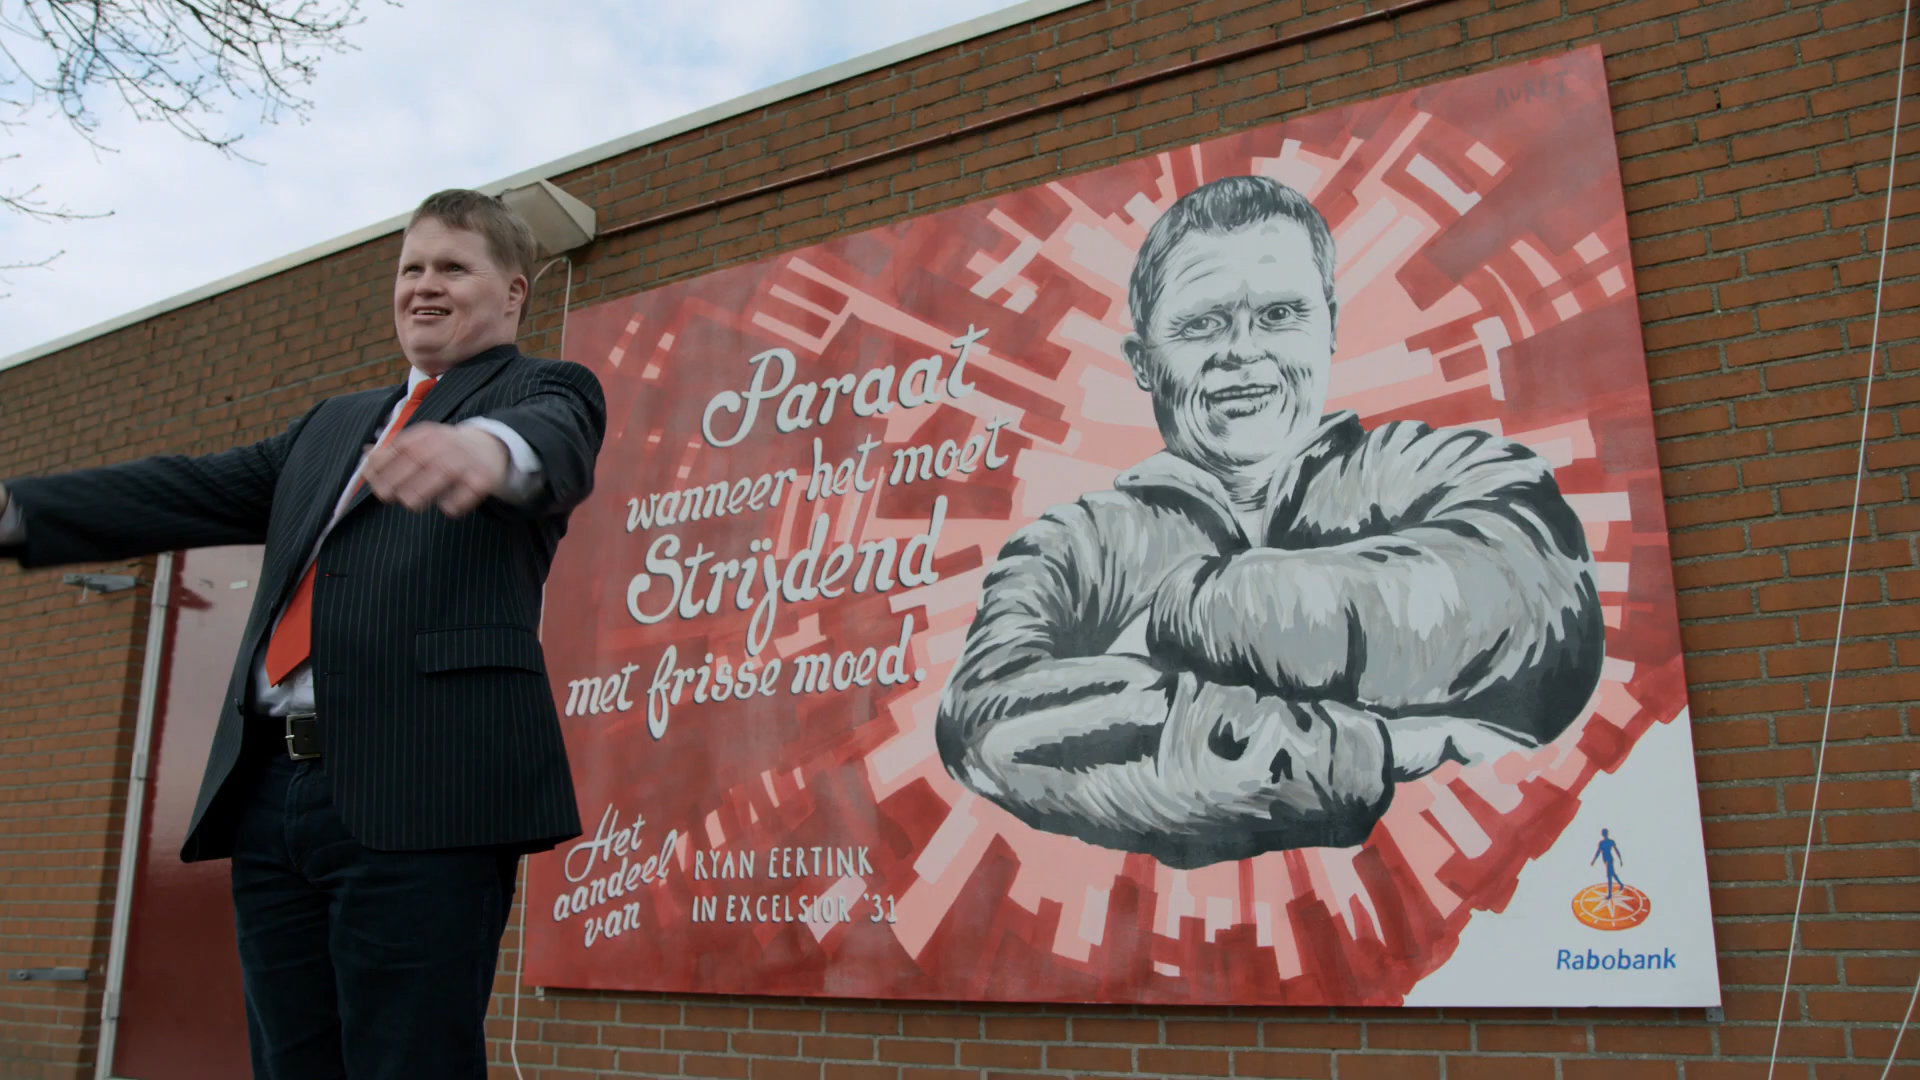 Paraat
wanneer het moet
Strijdend
met frisse moed.
Het
aandeel
van
RYAN EERTINK
IN EXCELSIOR '31
Rabobank